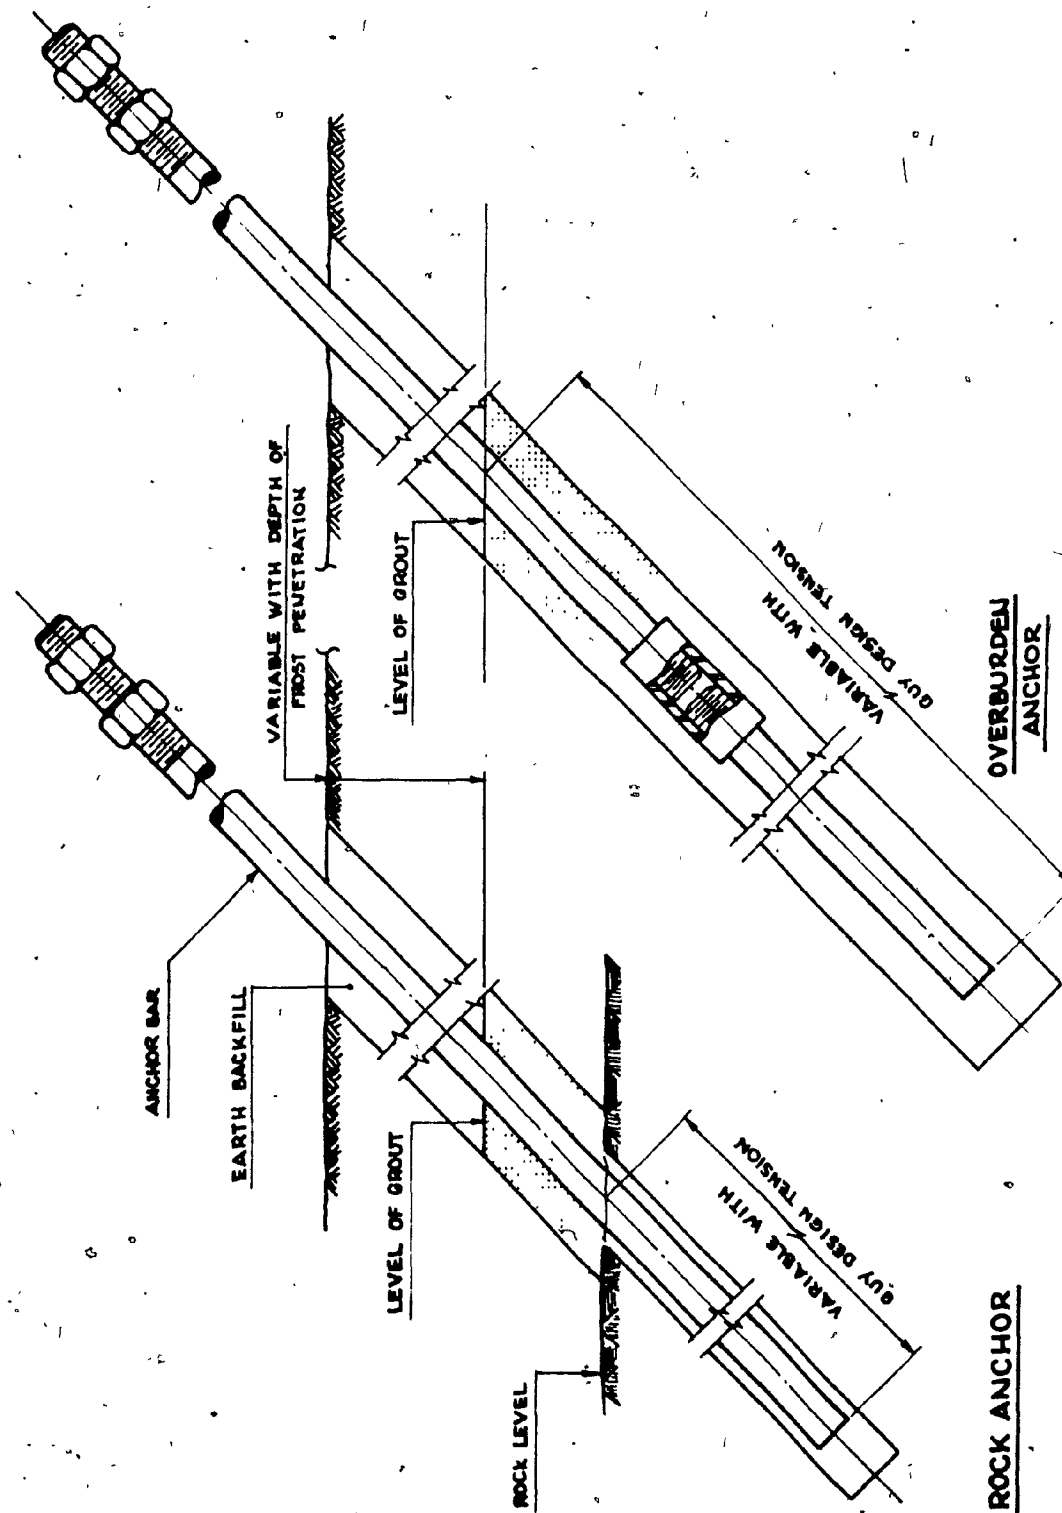 ANCHOR BAR
EARTH BACKFILL
VARIABLE WITH DEPTH OF
FROST PENETRATION
LEVEL OF GROUT
LEVEL OF GROUT
ROCK LEVEL
VARIABLE WITH
GUY DESIGN TENSION
VARIABLE WITH
GUY DESIGN TENSION
ROCK ANCHOR
OVERBURDEN
ANCHOR